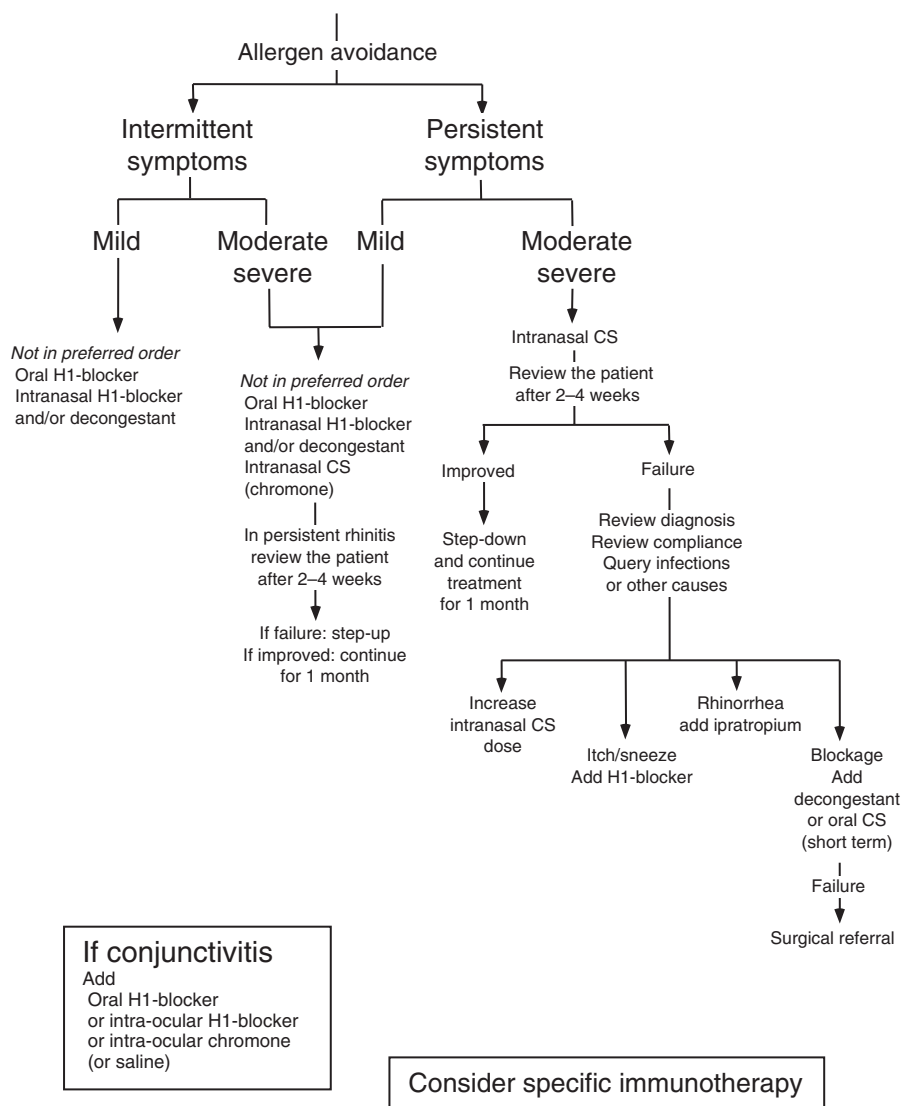 Allergen avoidance
Intermittent
symptoms
Persistent
symptoms
Mild
Moderate
severe
Mild
Moderate
severe
Not in preferred order
Oral H1-blocker
Intranasal H1-blocker
and/or decongestant
Not in preferred order
Oral H1-blocker
Intranasal H1-blocker
and/or decongestant
Intranasal CS
(chromone)
In persistent rhinitis
review the patient
after 2–4 weeks
If failure: step-up
If improved: continue
for 1 month
Intranasal CS
Review the patient
after 2–4 weeks
Improved
Step-down
and continue
treatment
for 1 month
Failure
Review diagnosis
Review compliance
Query infections
or other causes
Increase
intranasal CS
dose
Itch/sneeze
Add H1-blocker
Rhinorrhea
add ipratropium
Blockage
Add
decongestant
or oral CS
(short term)
Failure
Surgical referral
If conjunctivitis
Add
Oral H1-blocker
or intra-ocular H1-blocker
or intra-ocular chromone
(or saline)
Consider specific immunotherapy